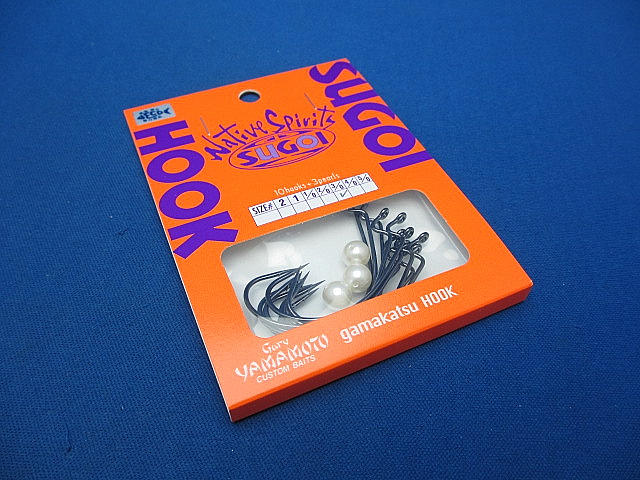 HOOK
SUGOI
Native Spirits
SUGOI
10hooks + 3pearls
SIZE# 2 1 1/0 2/0 3/0 4/0 5/0
Gary
YAMAMOTO
CUSTOM BAITS
gamakatsu HOOK